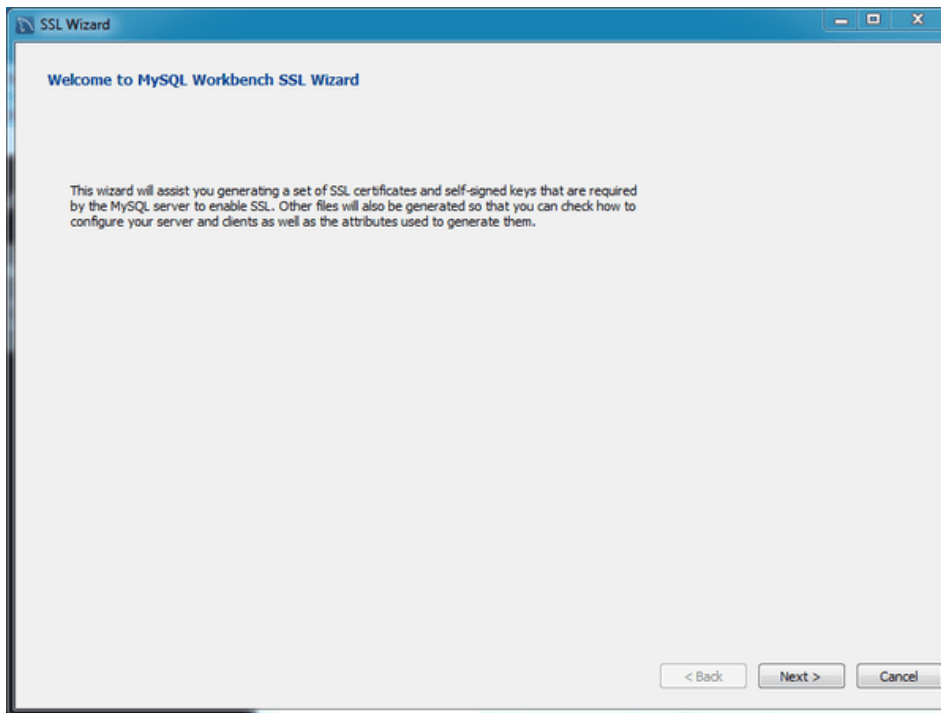 SSL Wizard
Welcome to MySQL Workbench SSL Wizard
This wizard will assist you generating a set of SSL certificates and self-signed keys that are required
by the MySQL server to enable SSL. Other files will also be generated so that you can check how to
configure your server and clients as well as the attributes used to generate them.
< Back Next > Cancel